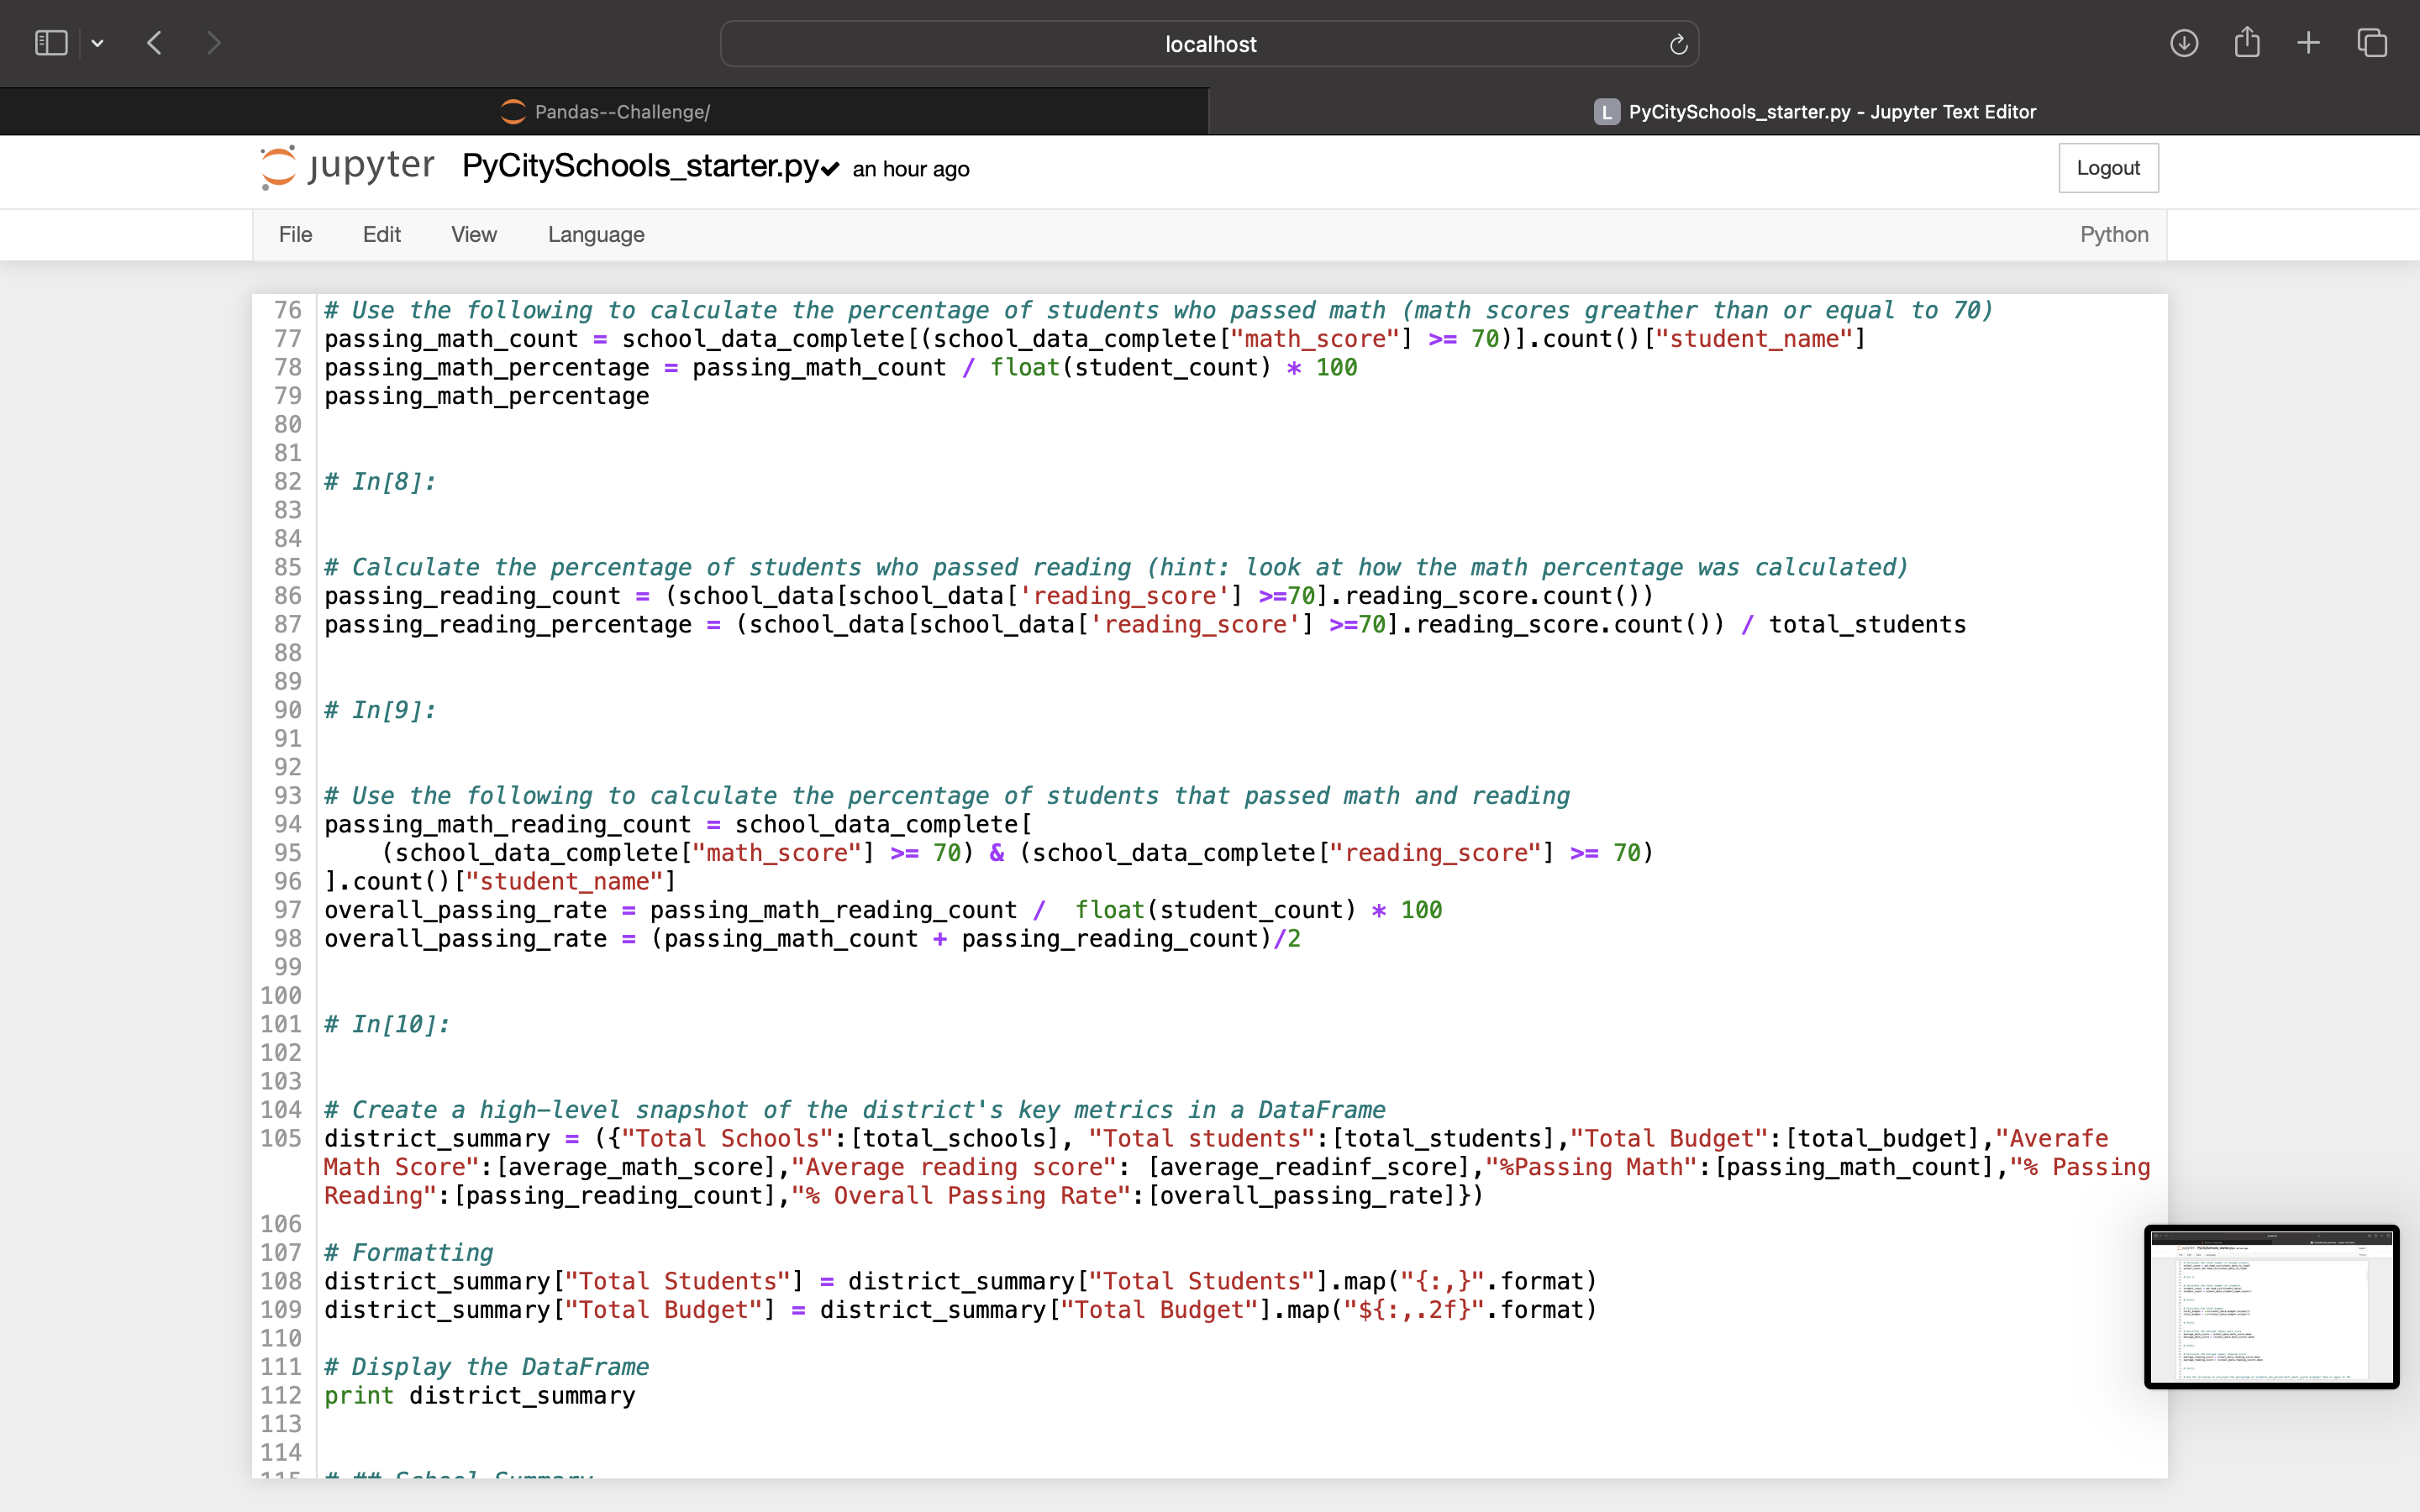 localhost
Pandas--Challenge/
L PyCitySchools_starter.py - Jupyter Text Editor
jupyter PyCitySchools_starter.py✔ an hour ago
Logout
File Edit View Language Python
76 # Use the following to calculate the percentage of students who passed math (math scores greather than or equal to 70)
77 passing_math_count = school_data_complete[(school_data_complete["math_score"] >= 70)].count()["student_name"]
78 passing_math_percentage = passing_math_count / float(student_count) * 100
79 passing_math_percentage
80
81
82 # In[8]:
83
84
85 # Calculate the percentage of students who passed reading (hint: look at how the math percentage was calculated)
86 passing_reading_count = (school_data[school_data['reading_score'] >=70].reading_score.count())
87 passing_reading_percentage = (school_data[school_data['reading_score'] >=70].reading_score.count()) / total_students
88
89
90 # In[9]:
91
92
93 # Use the following to calculate the percentage of students that passed math and reading
94 passing_math_reading_count = school_data_complete[
95     (school_data_complete["math_score"] >= 70) & (school_data_complete["reading_score"] >= 70)
96 ].count()["student_name"]
97 overall_passing_rate = passing_math_reading_count /  float(student_count) * 100
98 overall_passing_rate = (passing_math_count + passing_reading_count)/2
99
100
101 # In[10]:
102
103
104 # Create a high-level snapshot of the district's key metrics in a DataFrame
105 district_summary = ({"Total Schools":[total_schools], "Total students":[total_students],"Total Budget":[total_budget],"Averafe
Math Score":[average_math_score],"Average reading score": [average_readinf_score],"%Passing Math":[passing_math_count],"% Passing
Reading":[passing_reading_count],"% Overall Passing Rate":[overall_passing_rate]})
106
107 # Formatting
108 district_summary["Total Students"] = district_summary["Total Students"].map("{:,}".format)
109 district_summary["Total Budget"] = district_summary["Total Budget"].map("${:,.2f}".format)
110
111 # Display the DataFrame
112 print district_summary
113
114
115 # ## School Summary